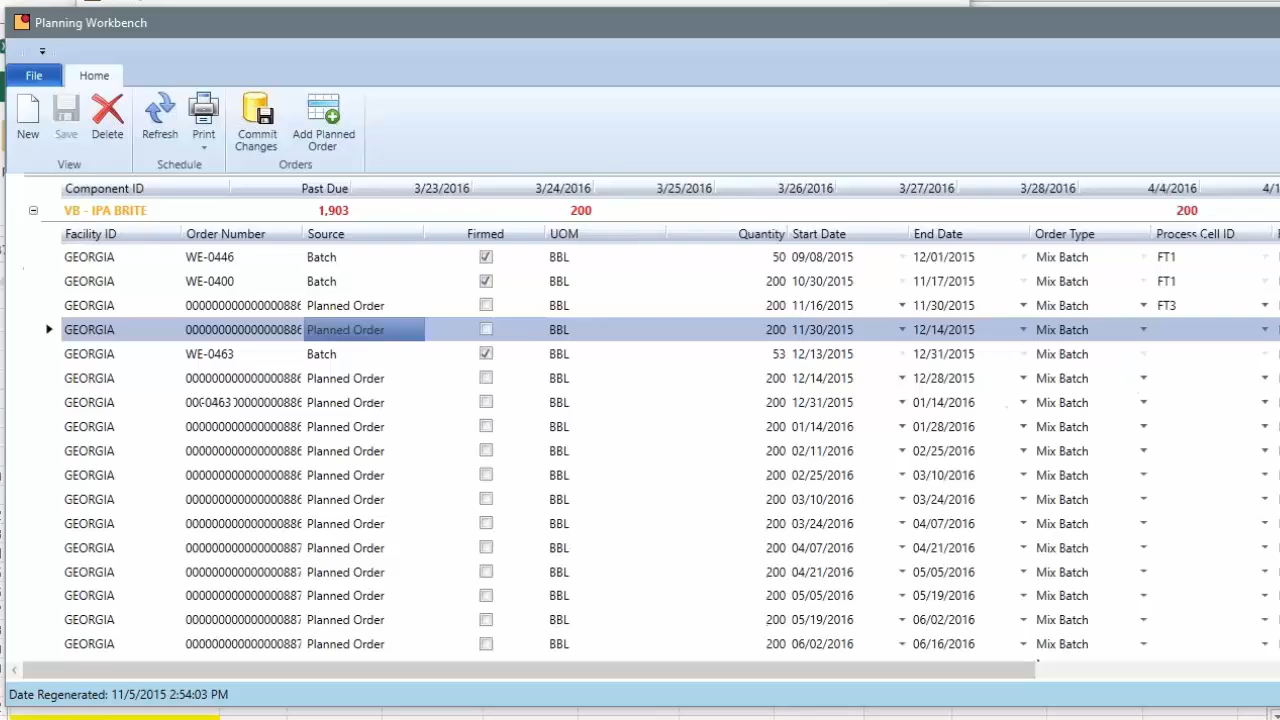 Planning Workbench
File Home
New Save Delete Refresh Print Commit Changes Add Planned Order
View Schedule Orders
Component ID Past Due 3/23/2016 3/24/2016 3/25/2016 3/26/2016 3/27/2016 3/28/2016 4/4/2016
VB - IPA BRITE 1,903 200 200
Facility ID Order Number Source Firmed UOM Quantity Start Date End Date Order Type Process Cell ID
GEORGIA WE-0446 Batch BBL 50 09/08/2015 12/01/2015 Mix Batch FT1
GEORGIA WE-0400 Batch BBL 200 10/30/2015 11/17/2015 Mix Batch FT1
GEORGIA Planned Order BBL 200 11/16/2015 11/30/2015 Mix Batch FT3
GEORGIA Planned Order BBL 200 11/30/2015 12/14/2015 Mix Batch
GEORGIA WE-0463 Batch BBL 53 12/13/2015 12/31/2015 Mix Batch
GEORGIA Planned Order BBL 200 12/14/2015 12/28/2015 Mix Batch
GEORGIA Planned Order BBL 200 12/31/2015 01/14/2016 Mix Batch
GEORGIA Planned Order BBL 200 01/14/2016 01/28/2016 Mix Batch
GEORGIA Planned Order BBL 200 02/11/2016 02/25/2016 Mix Batch
GEORGIA Planned Order BBL 200 02/25/2016 03/10/2016 Mix Batch
GEORGIA Planned Order BBL 200 03/10/2016 03/24/2016 Mix Batch
GEORGIA Planned Order BBL 200 03/24/2016 04/07/2016 Mix Batch
GEORGIA Planned Order BBL 200 04/07/2016 04/21/2016 Mix Batch
GEORGIA Planned Order BBL 200 04/21/2016 05/05/2016 Mix Batch
GEORGIA Planned Order BBL 200 05/05/2016 05/19/2016 Mix Batch
GEORGIA Planned Order BBL 200 05/19/2016 06/02/2016 Mix Batch
GEORGIA Planned Order BBL 200 06/02/2016 06/16/2016 Mix Batch
Date Regenerated: 11/5/2015 2:54:03 PM